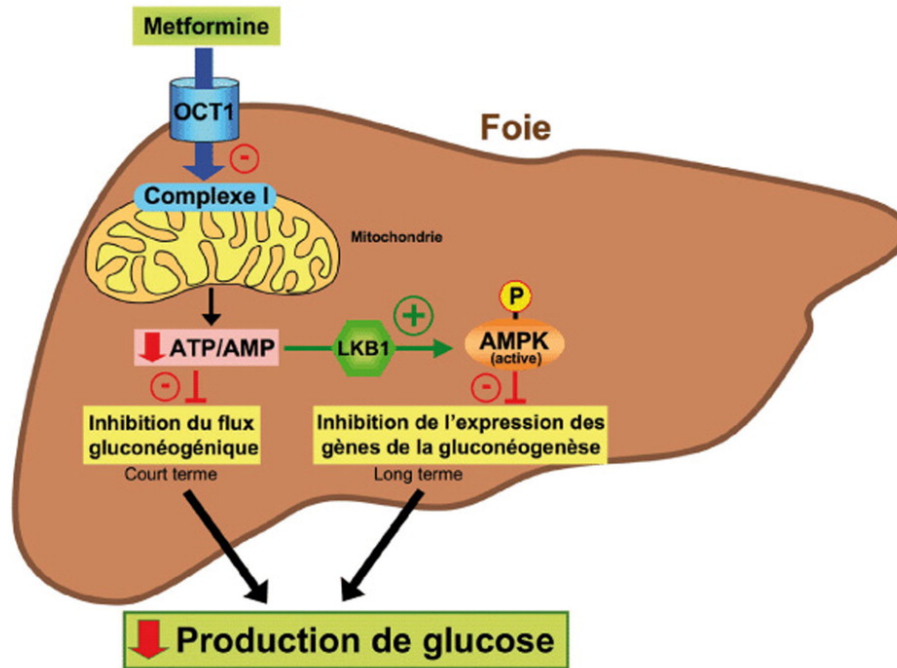 Metformine
OCT1
Foie
-
Complexe I
Mitochondrie
P
+
ATP/AMP
LKB1
AMPK
(active)
-
-
Inhibition du flux
gluconéogénique
Court terme
Inhibition de l'expression des
gènes de la gluconéogenèse
Long terme
Production de glucose